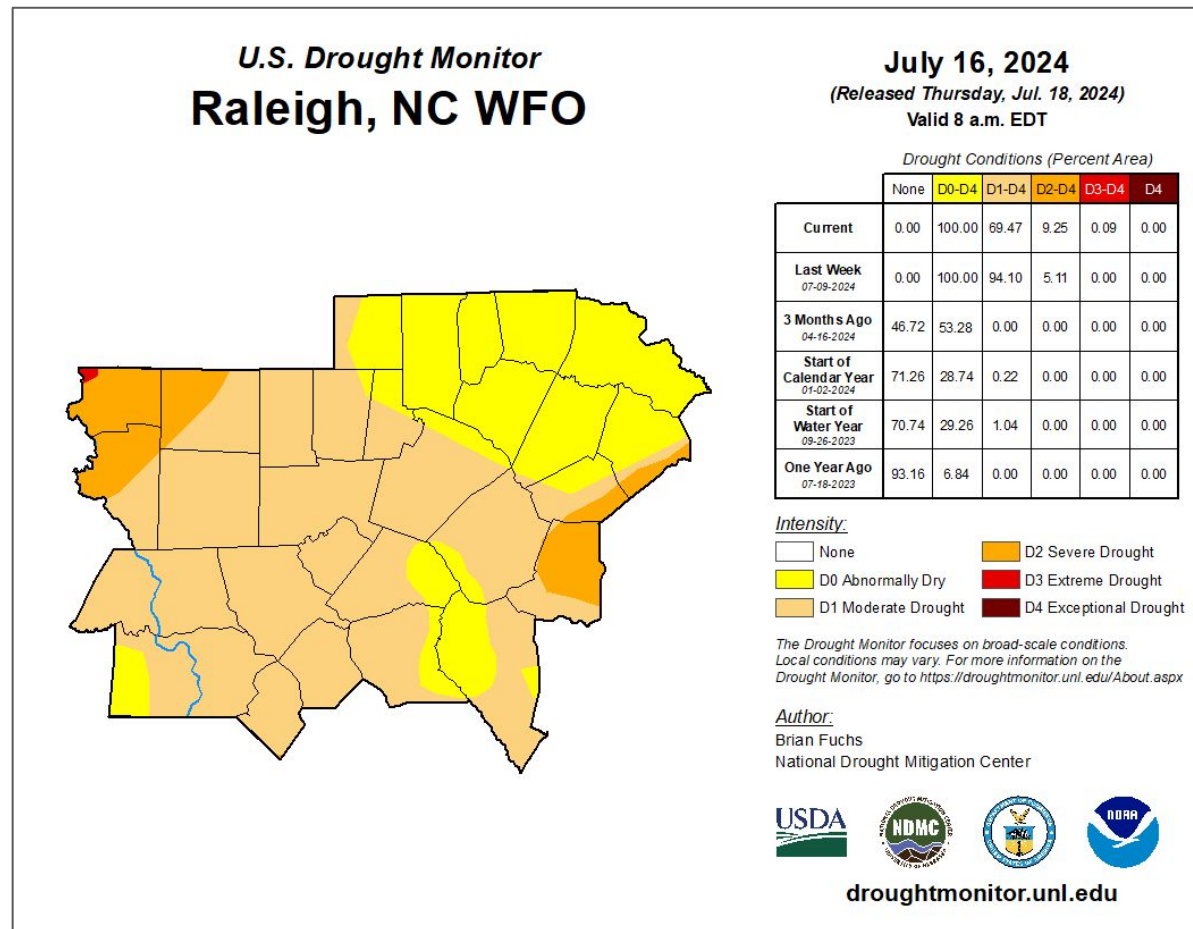 U.S. Drought Monitor
Raleigh, NC WFO
July 16, 2024
(Released Thursday, Jul. 18, 2024)
Valid 8 a.m. EDT
Drought Conditions (Percent Area)
None D0-D4 D1-D4 D2-D4 D3-D4 D4
Current 0.00 100.00 69.47 9.25 0.09 0.00
Last Week
07-09-2024 0.00 100.00 94.10 5.11 0.00 0.00
3 Months Ago
04-16-2024 46.72 53.28 0.00 0.00 0.00 0.00
Start of
Calendar Year
01-02-2024 71.26 28.74 0.22 0.00 0.00 0.00
Start of
Water Year
09-26-2023 70.74 29.26 1.04 0.00 0.00 0.00
One Year Ago
07-18-2023 93.16 6.84 0.00 0.00 0.00 0.00
Intensity:
None
D0 Abnormally Dry
D1 Moderate Drought
D2 Severe Drought
D3 Extreme Drought
D4 Exceptional Drought
The Drought Monitor focuses on broad-scale conditions.
Local conditions may vary. For more information on the
Drought Monitor, go to https://droughtmonitor.unl.edu/About.aspx
Author:
Brian Fuchs
National Drought Mitigation Center
USDA
NDMC
NOAA
droughtmonitor.unl.edu